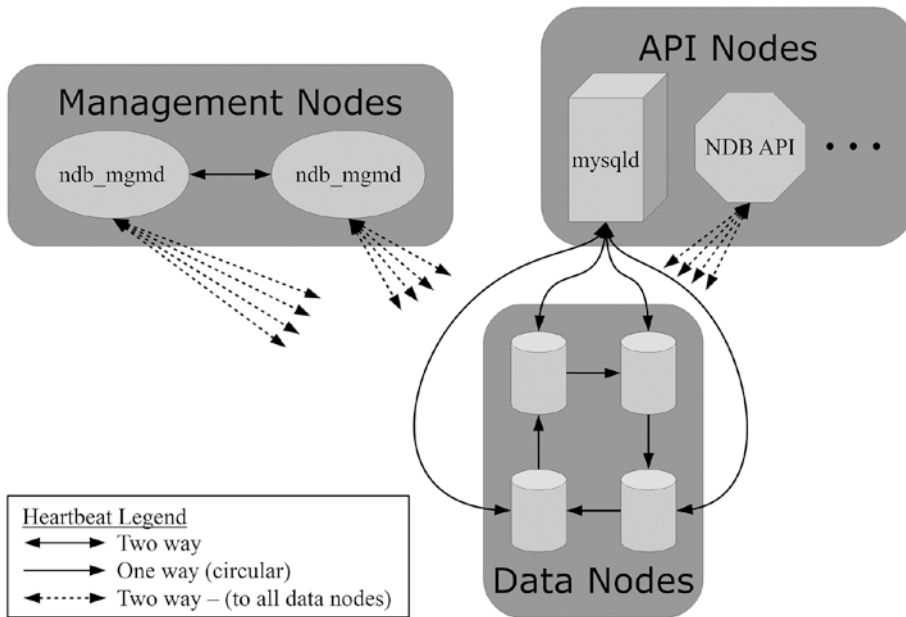 Management Nodes
ndb_mgmd
ndb_mgmd
API Nodes
mysqld
NDB API
Data Nodes
Heartbeat Legend
Two way
One way (circular)
Two way – (to all data nodes)